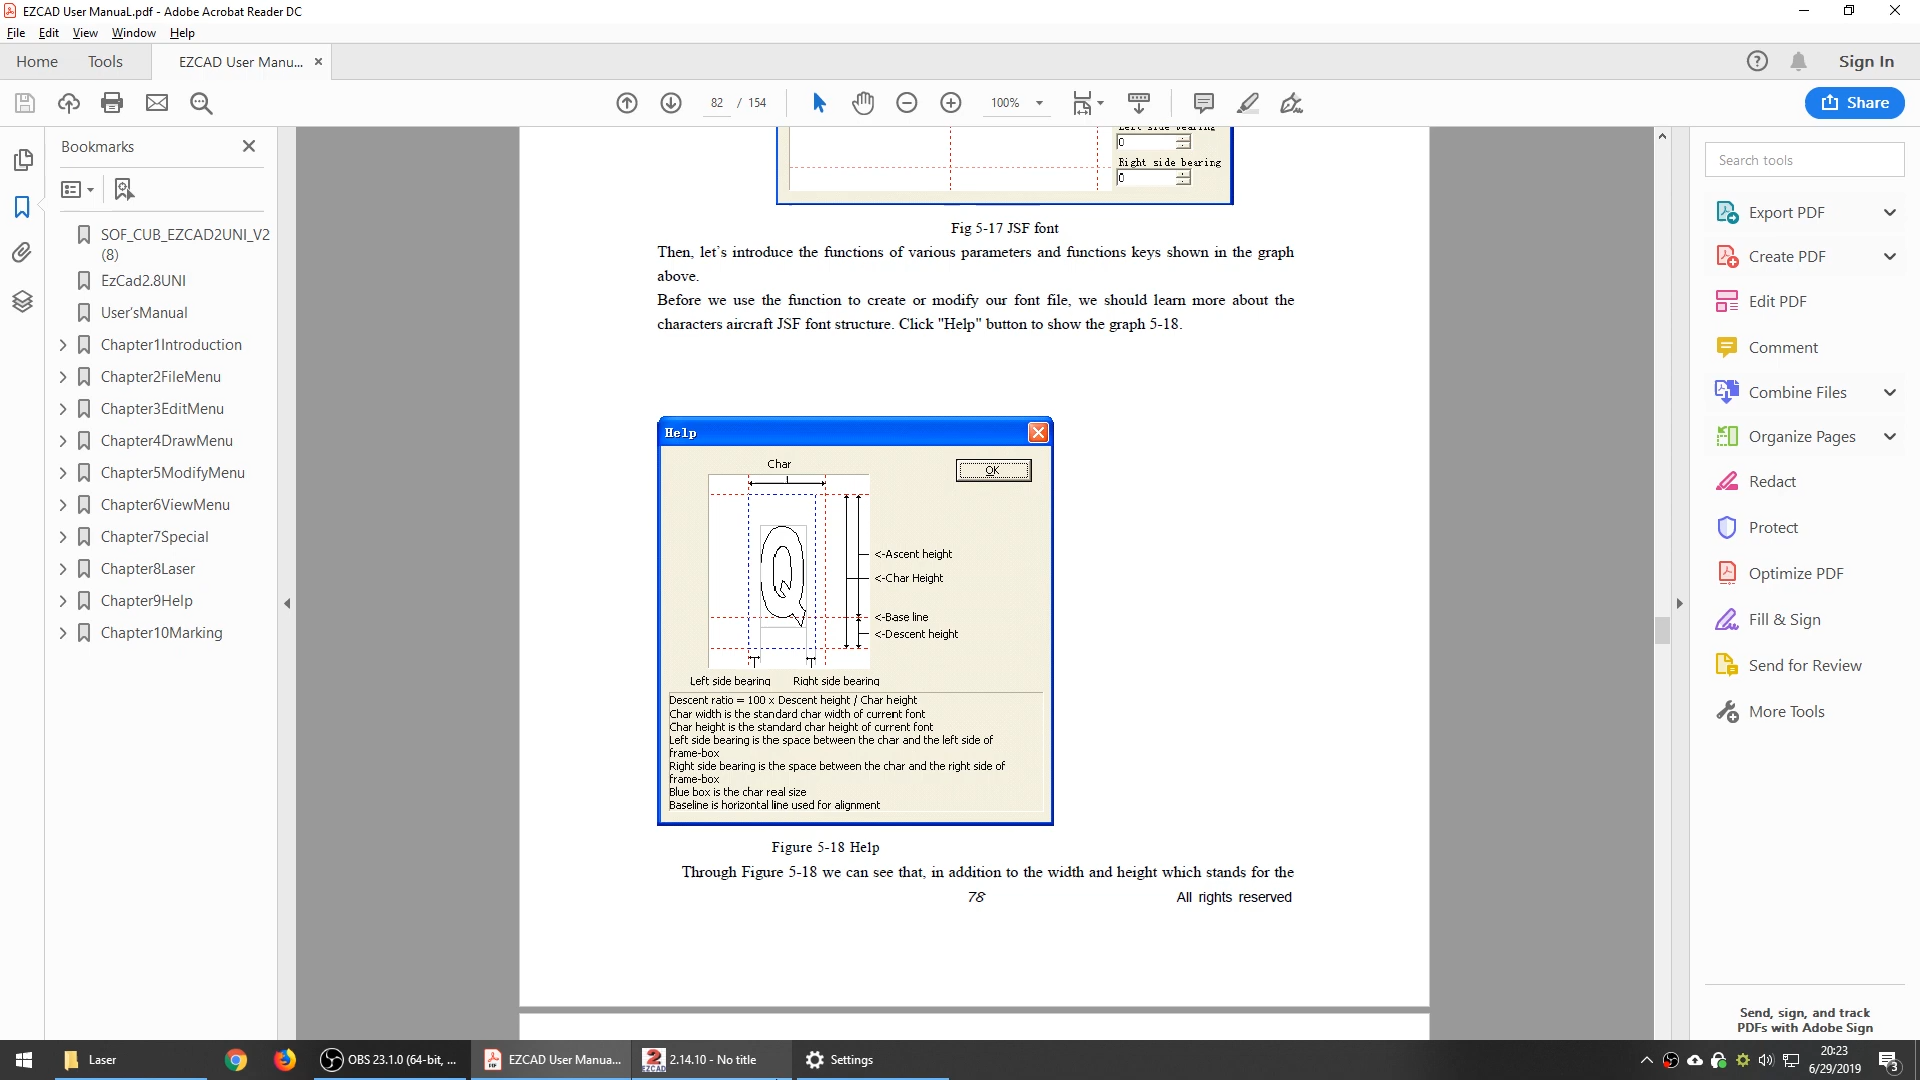 EZCAD User ManuaL.pdf - Adobe Acrobat Reader DC
File Edit View Window Help
Home Tools EZCAD User Manu... Sign In
82 / 154 100% Share
Bookmarks
SOF_CUB_EZCAD2UNI_V2
(8)
EzCad2.8UNI
User'sManual
Chapter1Introduction
Chapter2FileMenu
Chapter3EditMenu
Chapter4DrawMenu
Chapter5ModifyMenu
Chapter6ViewMenu
Chapter7Special
Chapter8Laser
Chapter9Help
Chapter10Marking
Left side bearing
0
Right side bearing
0
Fig 5-17 JSF font
Then, let's introduce the functions of various parameters and functions keys shown in the graph
above.
Before we use the function to create or modify our font file, we should learn more about the
characters aircraft JSF font structure. Click "Help" button to show the graph 5-18.
Help
Char
OK
Q
<-Ascent height
<-Char Height
<-Base line
<-Descent height
Left side bearing Right side bearing
Descent ratio = 100 x Descent height / Char height
Char width is the standard char width of current font
Char height is the standard char height of current font
Left side bearing is the space between the char and the left side of
frame-box
Right side bearing is the space between the char and the right side of
frame-box
Blue box is the char real size
Baseline is horizontal line used for alignment
Figure 5-18 Help
Through Figure 5-18 we can see that, in addition to the width and height which stands for the
78 All rights reserved
Search tools
Export PDF
Create PDF
Edit PDF
Comment
Combine Files
Organize Pages
Redact
Protect
Optimize PDF
Fill & Sign
Send for Review
More Tools
Send, sign, and track
PDFs with Adobe Sign
Laser
OBS 23.1.0 (64-bit, ...
EZCAD User Manua...
2.14.10 - No title
Settings
20:23
6/29/2019
3